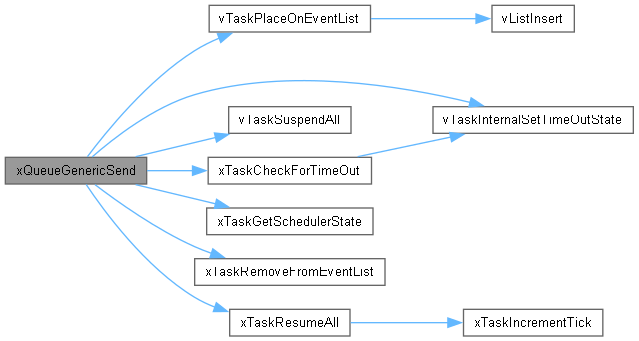 vTaskPlaceOnEventList
vListInsert
vTaskSuspendAll
vTaskInternalSetTimeOutState
xQueueGenericSend
xTaskCheckForTimeOut
xTaskGetSchedulerState
xTaskRemoveFromEventList
xTaskResumeAll
xTaskIncrementTick